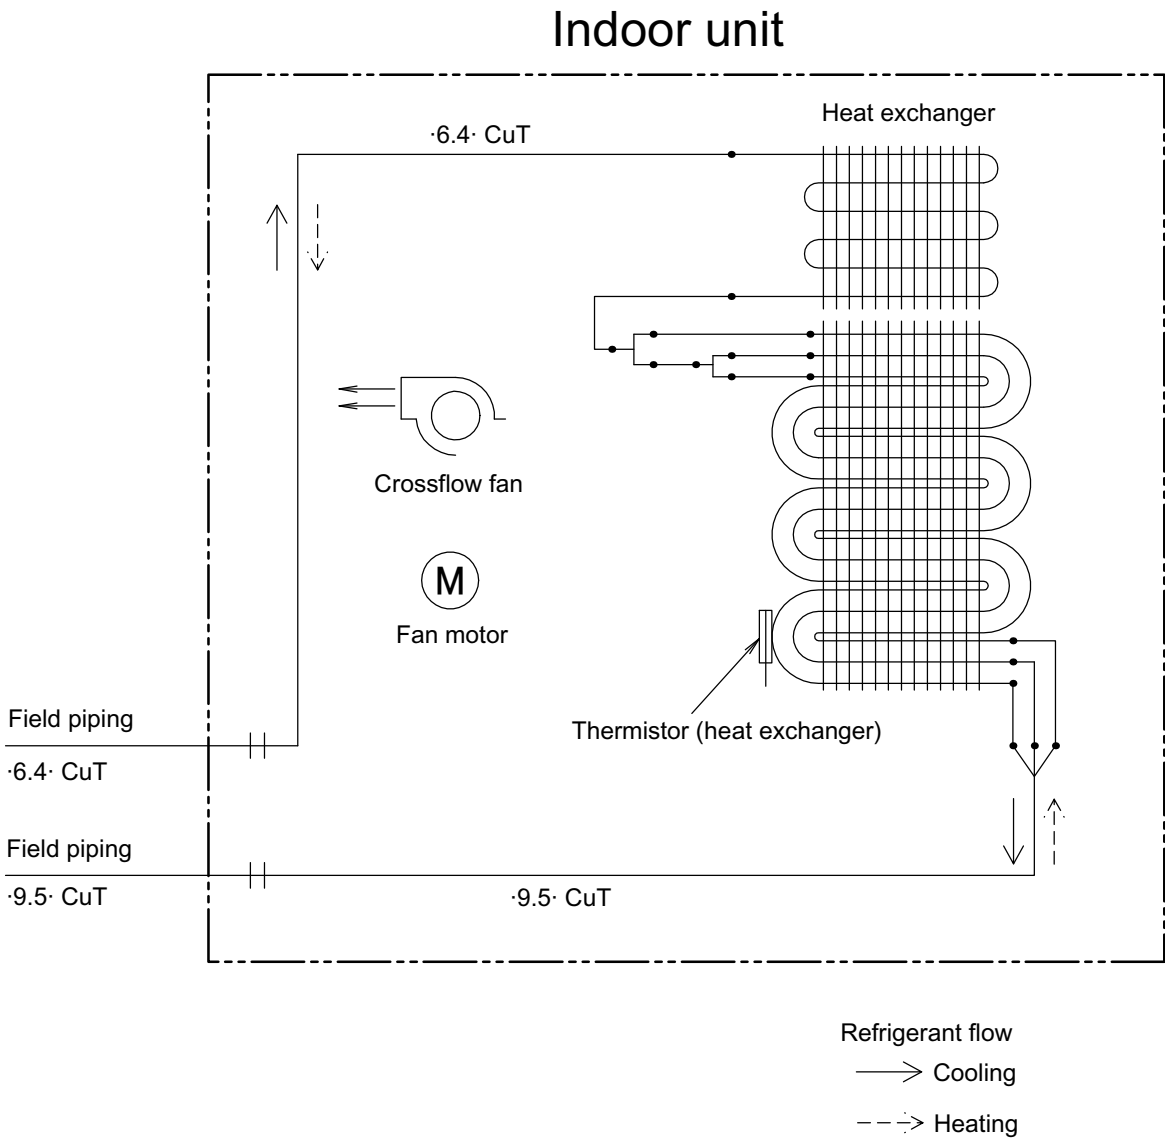 Indoor unit
Heat exchanger
·6.4· CuT
Crossflow fan
M
Fan motor
Thermistor (heat exchanger)
Field piping
·6.4· CuT
Field piping
·9.5· CuT
·9.5· CuT
Refrigerant flow
Cooling
Heating